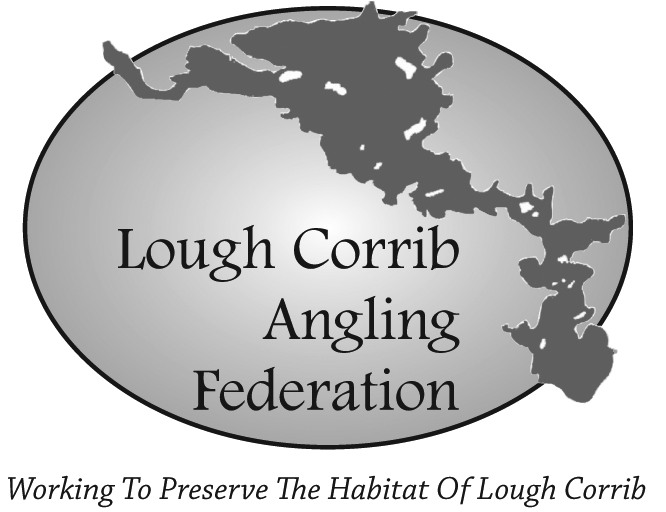 Lough Corrib
Angling
Federation
Working To Preserve The Habitat Of Lough Corrib